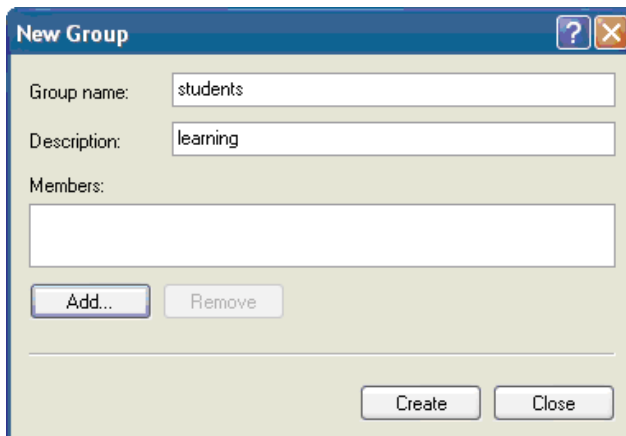 New Group
?
Group name: students
Description: learning
Members:
Add... Remove
Create Close